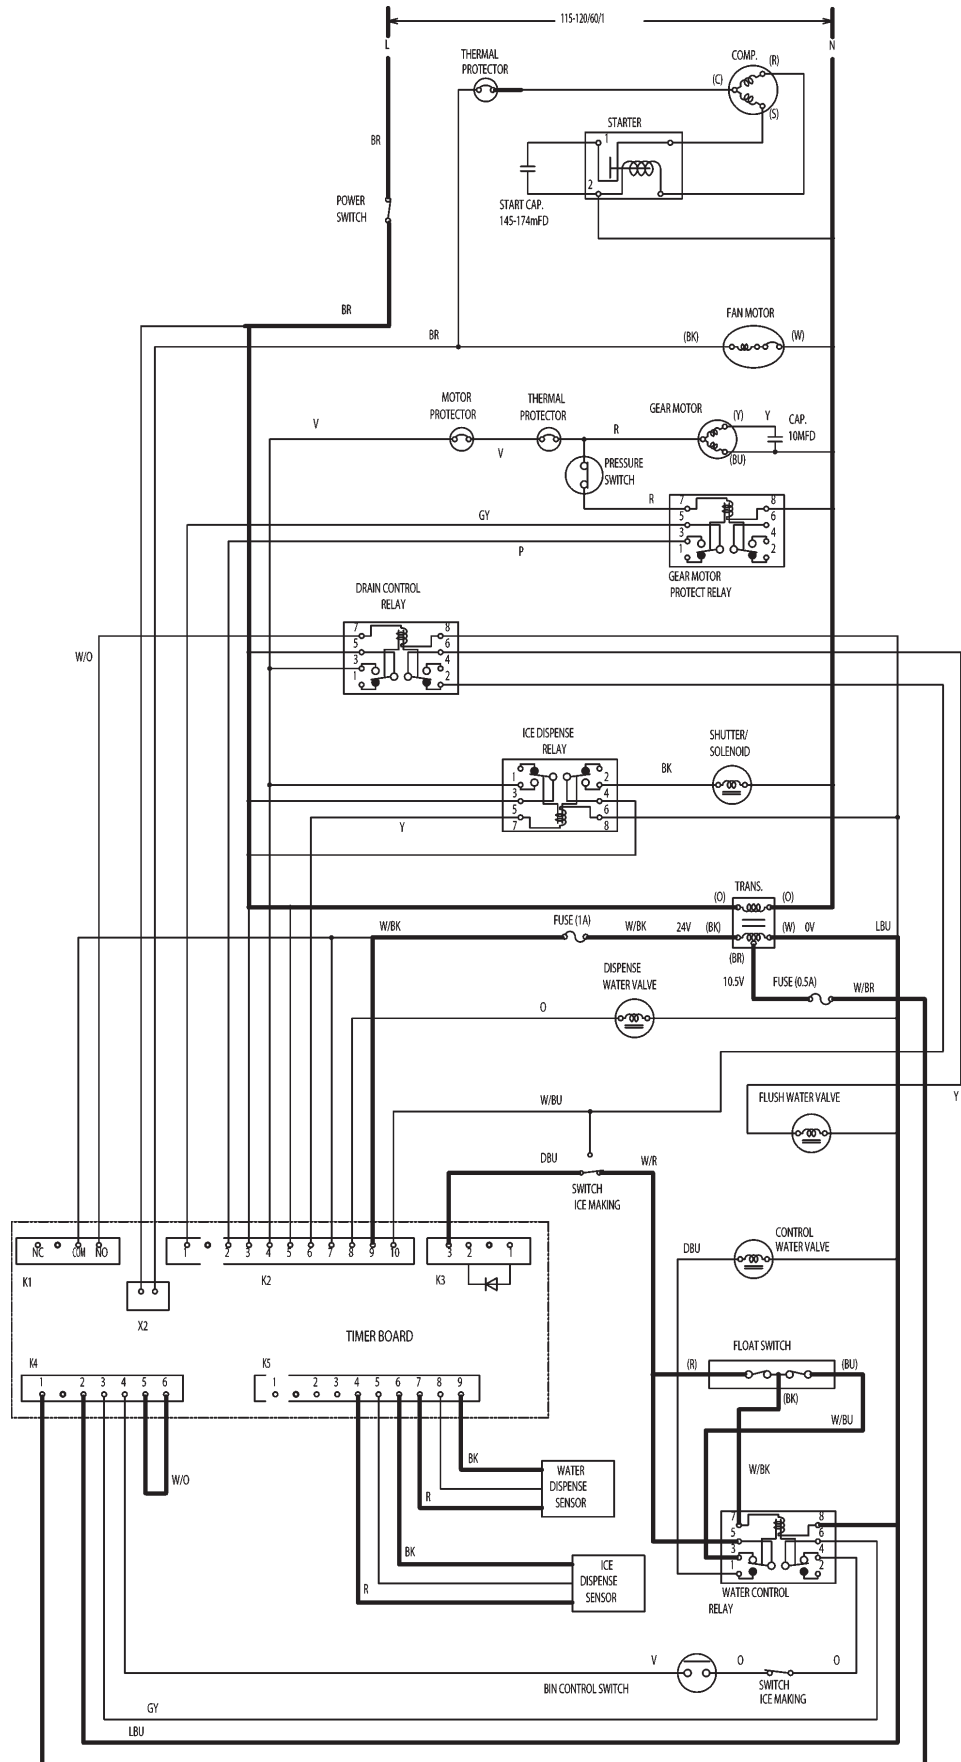 115-120/60/1
L
N
THERMAL
PROTECTOR
COMP.
(R)
(C)
(S)
BR
STARTER
1
2
START CAP.
145-174mFD
POWER
SWITCH
BR
BR
FAN MOTOR
(BK)
(W)
MOTOR
PROTECTOR
THERMAL
PROTECTOR
GEAR MOTOR
(Y)
Y
CAP.
10MFD
V
V
R
(BU)
PRESSURE
SWITCH
R
7 8
5 6
3 4
1 2
GY
P
GEAR MOTOR
PROTECT RELAY
DRAIN CONTROL
RELAY
7 8
5 6
3 4
1 2
W/O
ICE DISPENSE
RELAY
SHUTTER/
SOLENOID
BK
1 2
3 4
5 6
7 8
Y
TRANS.
(O) (O)
FUSE (1A)
W/BK
W/BK
24V
(BK)
(W)
0V
LBU
(BR)
10.5V
FUSE (0.5A)
W/BR
DISPENSE
WATER VALVE
O
W/BU
FLUSH WATER VALVE
Y
DBU
W/R
SWITCH
ICE MAKING
CONTROL
WATER VALVE
DBU
NC COM NO
1 2 3 4 5 6 7 8 9 10
3 2 1
K1
K2
K3
X2
TIMER BOARD
K4
K5
1 2 3 4 5 6
1 2 3 4 5 6 7 8 9
FLOAT SWITCH
(R)
(BU)
(BK)
W/BU
W/O
BK
R
WATER
DISPENSE
SENSOR
W/BK
7 8
5 6
3 4
1 2
BK
R
ICE
DISPENSE
SENSOR
WATER CONTROL
RELAY
V
O
O
BIN CONTROL SWITCH
SWITCH
ICE MAKING
GY
LBU